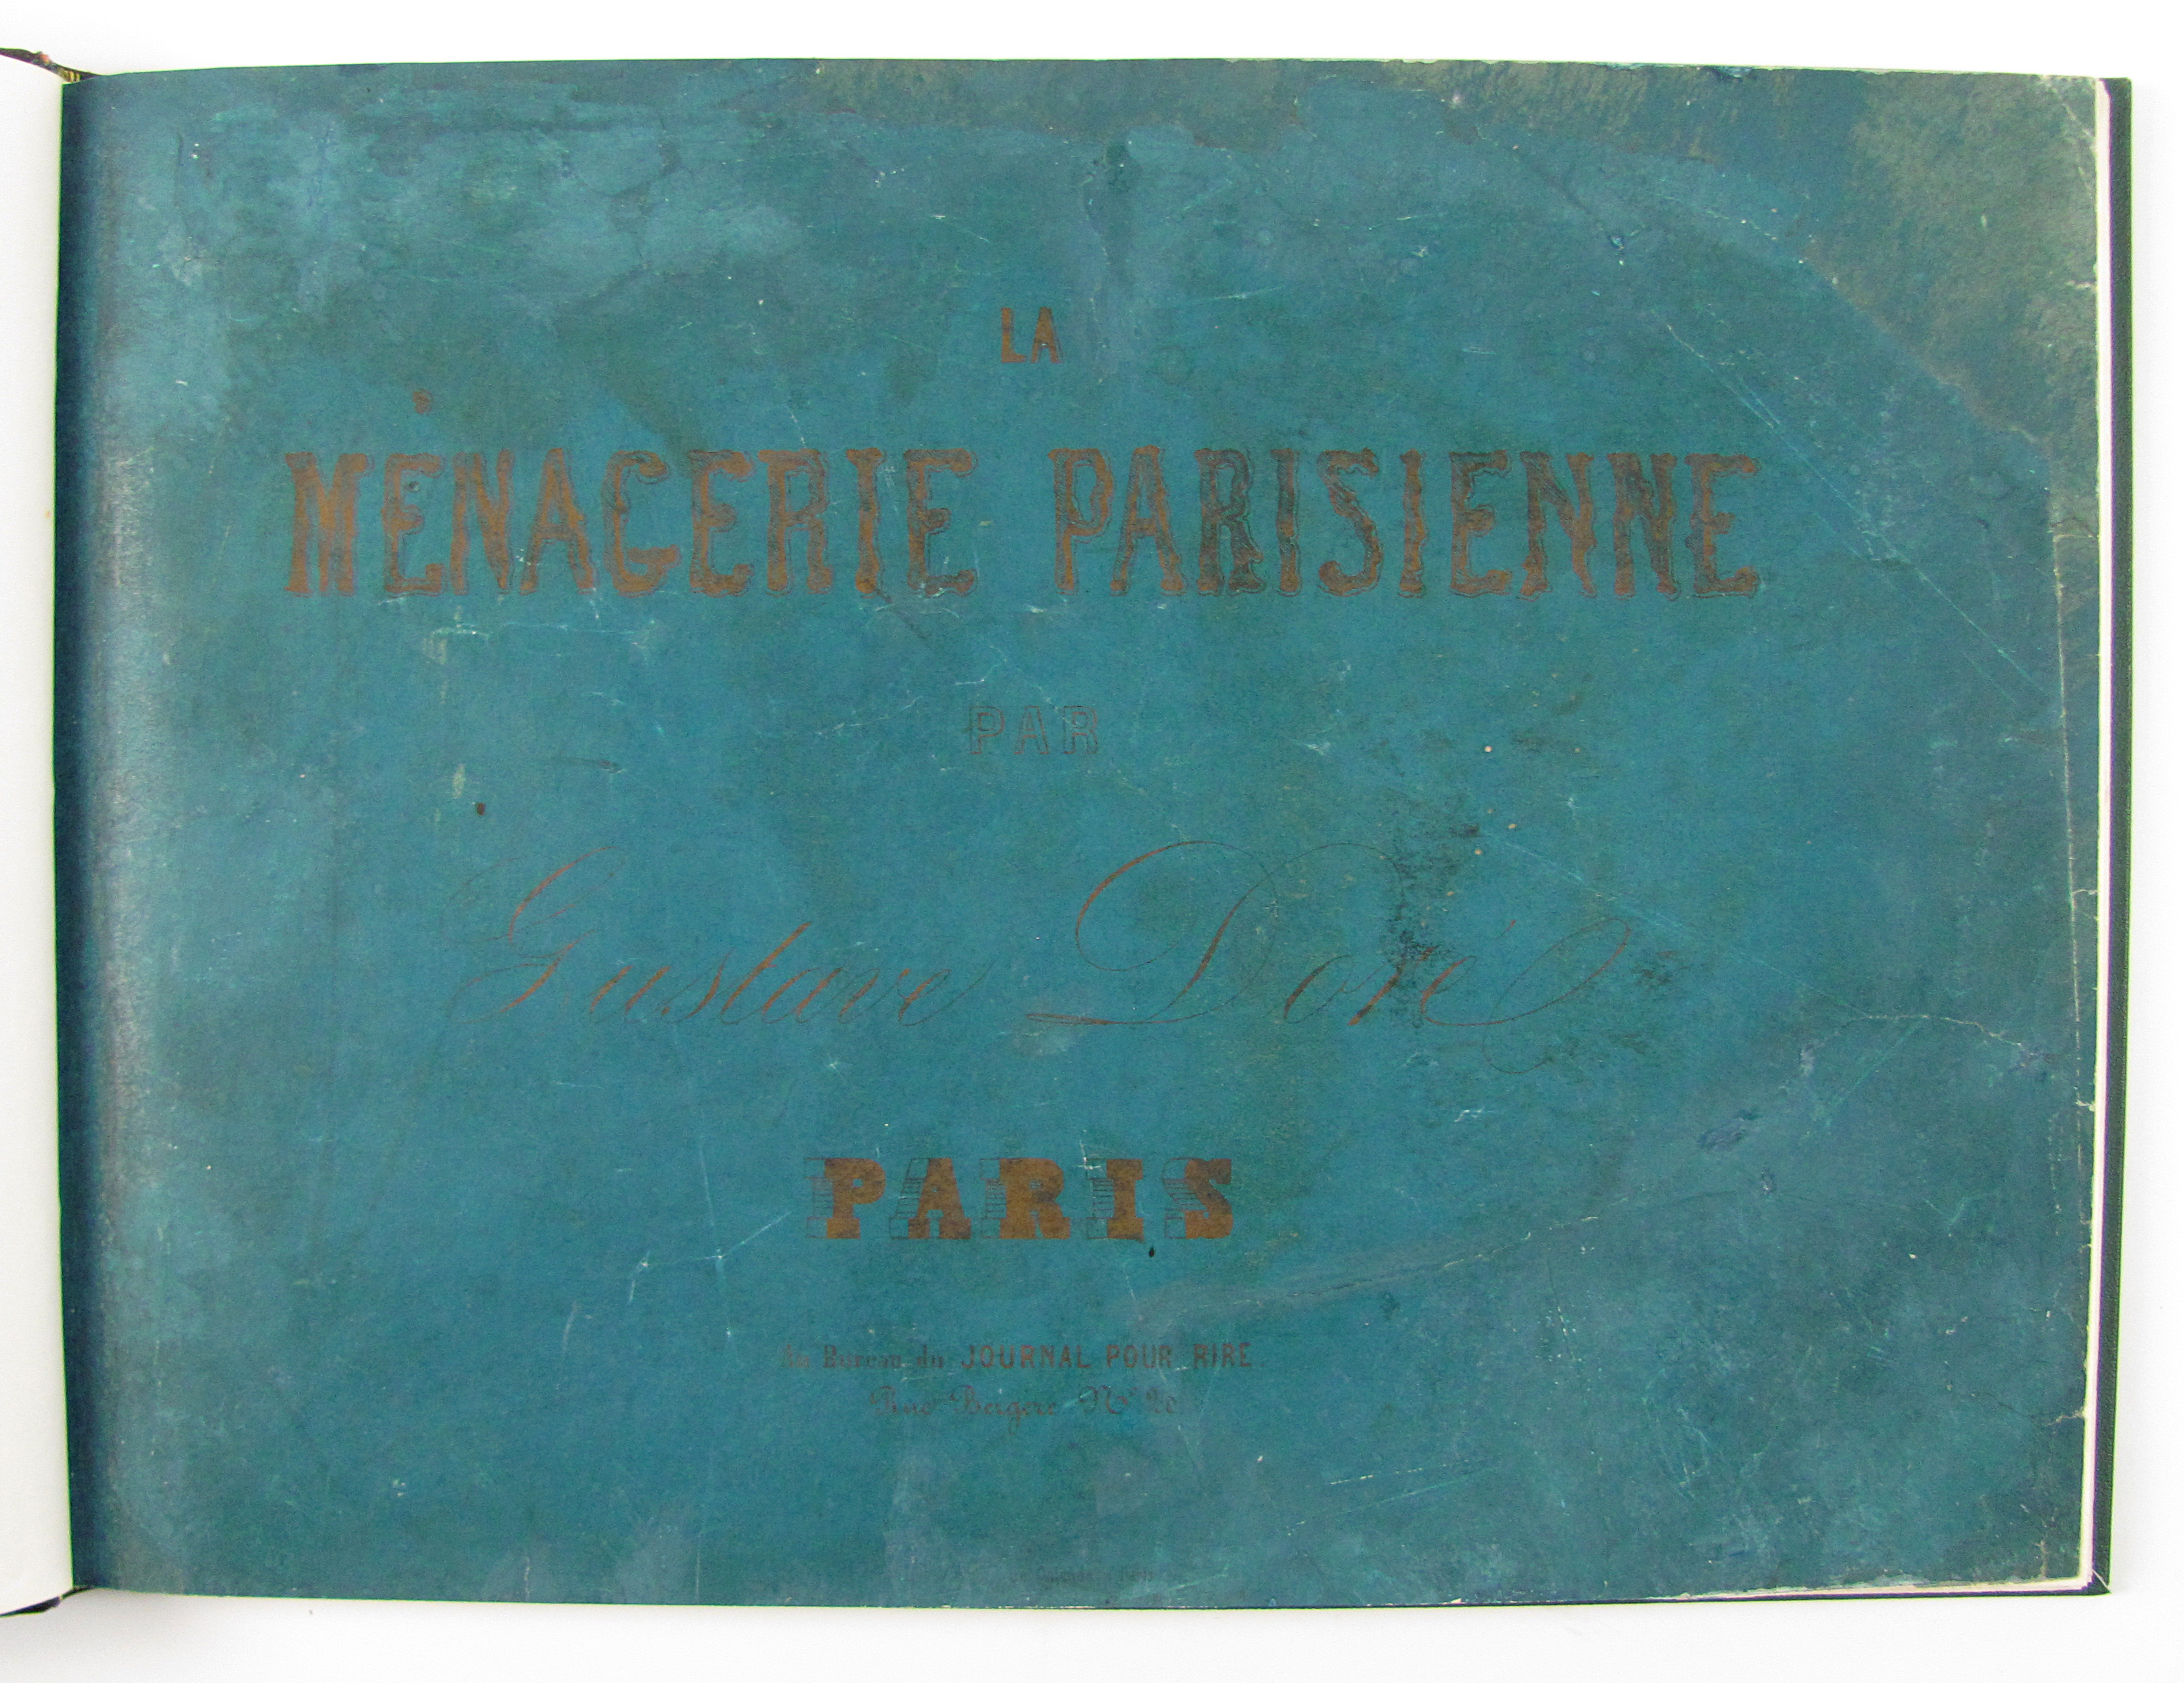 LA
MÉNAGERIE PARISIENNE
PAR
Gustave Doré
PARIS
Au Bureau du JOURNAL POUR RIRE.
Rue Bergère No 20